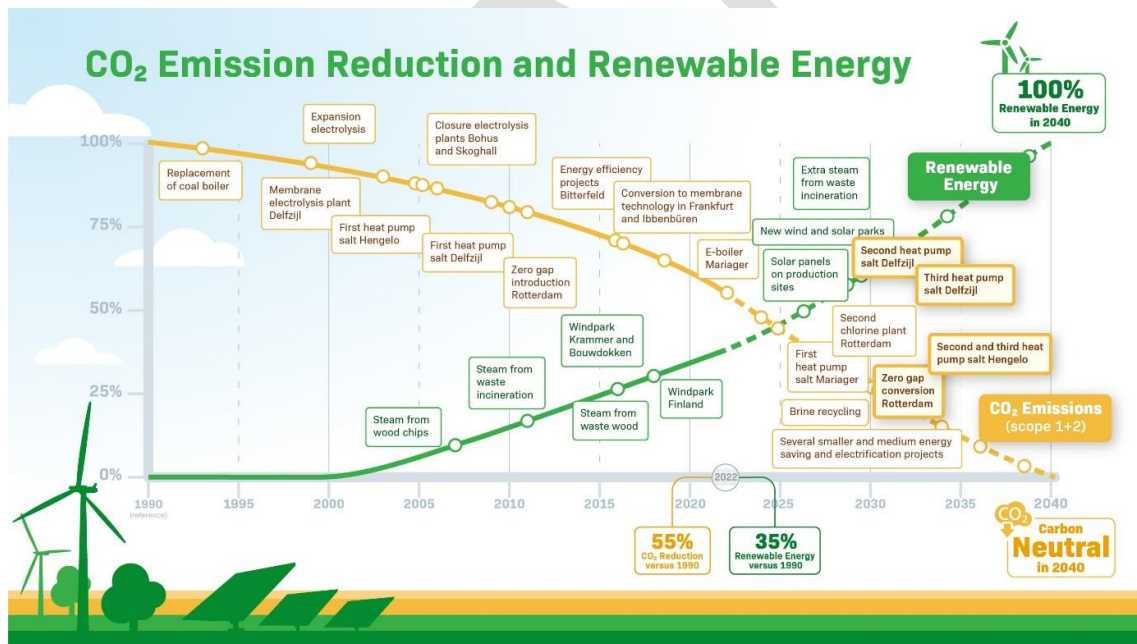 CO₂ Emission Reduction and Renewable Energy
100%
Renewable Energy
in 2040
100%
75%
50%
25%
0%
Replacement
of coal boiler
Expansion
electrolysis
Membrane
electrolysis plant
Delfzijl
First heat pump
salt Hengelo
Closure electrolysis
plants Bohus
and Skoghall
First heat pump
salt Delfzijl
Zero gap
introduction
Rotterdam
Energy efficiency
projects
Bitterfeld
Conversion to membrane
technology in Frankfurt
and Ibbenbüren
E-boiler
Mariager
Extra steam
from waste
incineration
New wind and solar parks
Solar panels
on production
sites
Renewable
Energy
Second heat pump
salt Delfzijl
Third heat pump
salt Delfzijl
Second
chlorine plant
Rotterdam
Second and third heat
pump salt Hengelo
First
heat pump
salt Mariager
Zero gap
conversion
Rotterdam
Brine recycling
Several smaller and medium energy
saving and electrification projects
CO₂ Emissions
(scope 1+2)
Windpark
Krammer and
Bouwdokken
Steam from
waste
incineration
Steam from
wood chips
Steam from
waste wood
Windpark
Finland
1990
(reference)
1995
2000
2005
2010
2015
2020
2022
2025
2030
2035
2040
55%
CO₂ Reduction
versus 1990
35%
Renewable Energy
versus 1990
CO₂
Carbon
Neutral
in 2040